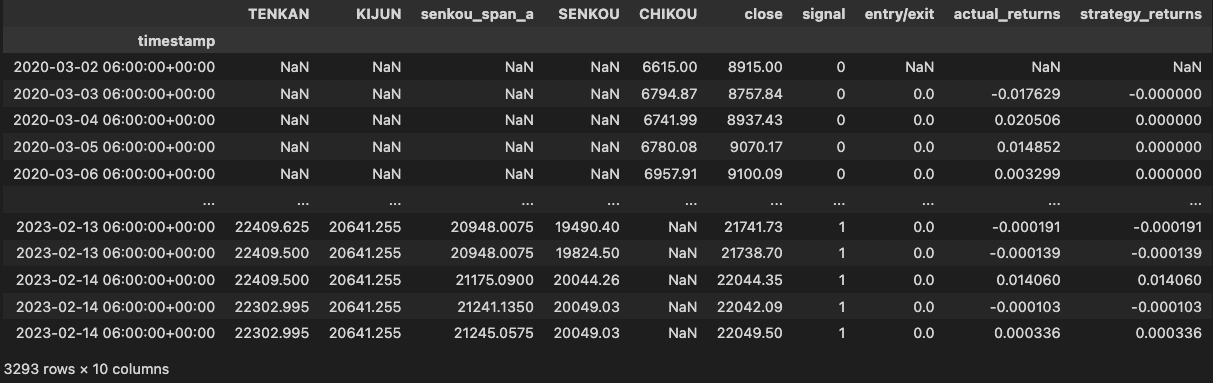 TENKAN KIJUN senkou_span_a SENKOU CHIKOU close signal entry/exit actual_returns strategy_returns
timestamp
2020-03-02 06:00:00+00:00 NaN NaN NaN NaN 6615.00 8915.00 0 NaN NaN NaN
2020-03-03 06:00:00+00:00 NaN NaN NaN NaN 6794.87 8757.84 0 0.0 -0.017629 -0.000000
2020-03-04 06:00:00+00:00 NaN NaN NaN NaN 6741.99 8937.43 0 0.0 0.020506 0.000000
2020-03-05 06:00:00+00:00 NaN NaN NaN NaN 6780.08 9070.17 0 0.0 0.014852 0.000000
2020-03-06 06:00:00+00:00 NaN NaN NaN NaN 6957.91 9100.09 0 0.0 0.003299 0.000000
... ... ... ... ... ... ... ... ... ... ...
2023-02-13 06:00:00+00:00 22409.625 20641.255 20948.0075 19490.40 NaN 21741.73 1 0.0 -0.000191 -0.000191
2023-02-13 06:00:00+00:00 22409.500 20641.255 20948.0075 19824.50 NaN 21738.70 1 0.0 -0.000139 -0.000139
2023-02-14 06:00:00+00:00 22409.500 20641.255 21175.0900 20044.26 NaN 22044.35 1 0.0 0.014060 0.014060
2023-02-14 06:00:00+00:00 22302.995 20641.255 21241.1350 20049.03 NaN 22042.09 1 0.0 -0.000103 -0.000103
2023-02-14 06:00:00+00:00 22302.995 20641.255 21245.0575 20049.03 NaN 22049.50 1 0.0 0.000336 0.000336
3293 rows × 10 columns